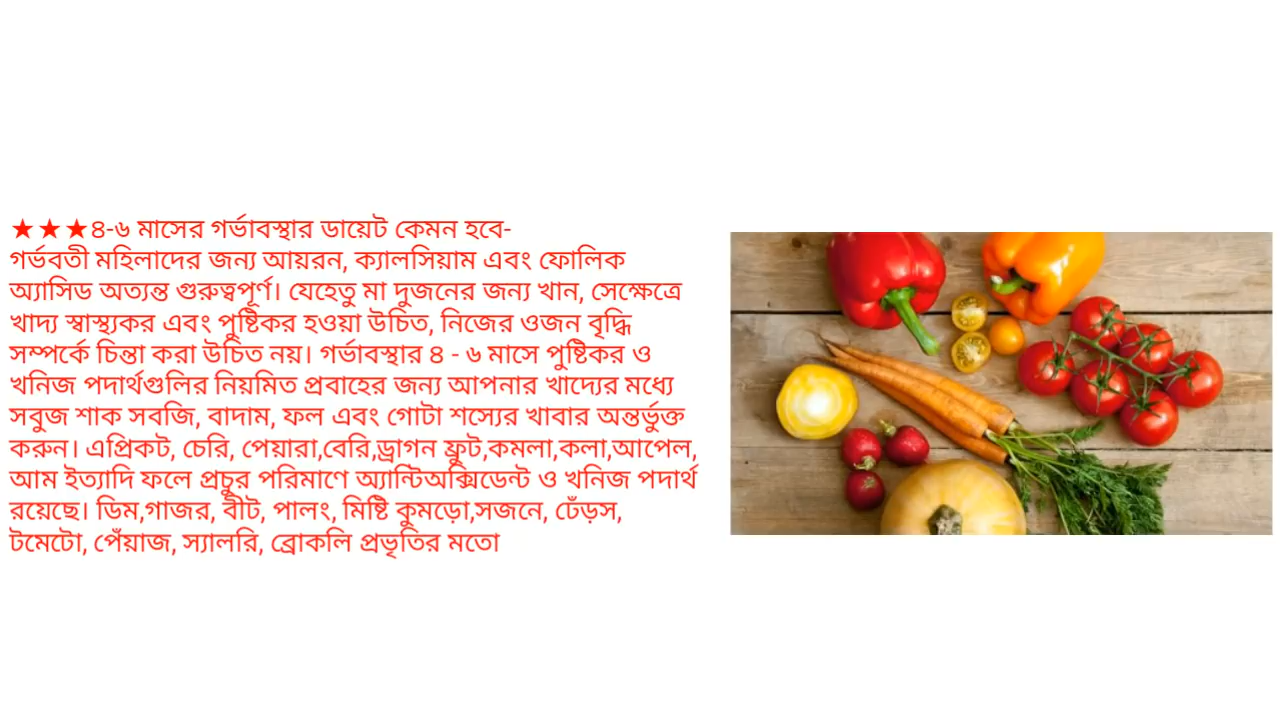 ★★★৪-৬ মাসের গর্ভাবস্থার ডায়েট কেমন হবে-
গর্ভবতী মহিলাদের জন্য আয়রন, ক্যালসিয়াম এবং ফোলিক
অ্যাসিড অত্যন্ত গুরুত্বপূর্ণ। যেহেতু মা দুজনের জন্য খান, সেক্ষেত্রে
খাদ্য স্বাস্থ্যকর এবং পুষ্টিকর হওয়া উচিত, নিজের ওজন বৃদ্ধি
সম্পর্কে চিন্তা করা উচিত নয়। গর্ভাবস্থার ৪ - ৬ মাসে পুষ্টিকর ও
খনিজ পদার্থগুলির নিয়মিত প্রবাহের জন্য আপনার খাদ্যের মধ্যে
সবুজ শাক সবজি, বাদাম, ফল এবং গোটা শস্যের খাবার অন্তর্ভুক্ত
করুন। এপ্রিকট, চেরি, পেয়ারা,বেরি,ড্রাগন ফ্রুট,কমলা,কলা,আপেল,
আম ইত্যাদি ফলে প্রচুর পরিমাণে অ্যান্টিঅক্সিডেন্ট ও খনিজ পদার্থ
রয়েছে। ডিম,গাজর, বীট, পালং, মিষ্টি কুমড়ো,সজনে, ঢেঁড়স,
টমেটো, পেঁয়াজ, স্যালরি, ব্রোকলি প্রভৃতির মতো